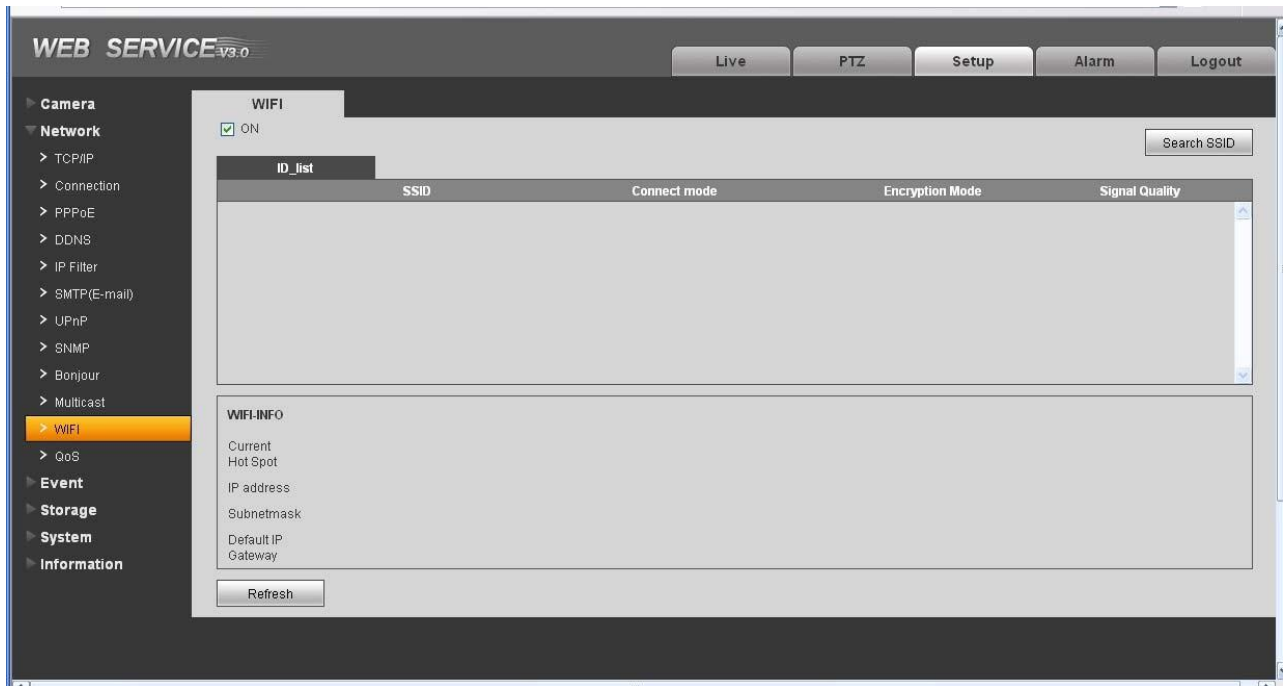 WEB SERVICE V3.0
Live PTZ Setup Alarm Logout
Camera
Network
> TCP/IP
> Connection
> PPPoE
> DDNS
> IP Filter
> SMTP(E-mail)
> UPnP
> SNMP
> Bonjour
> Multicast
> WIFI
> QoS
Event
Storage
System
Information
WIFI
ON
Search SSID
ID_list
SSID Connect mode Encryption Mode Signal Quality
WIFI-INFO
Current
Hot Spot
IP address
Subnetmask
Default IP
Gateway
Refresh